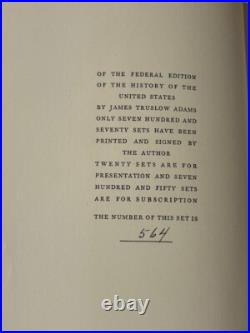 OF THE FEDERAL EDITION
OF THE HISTORY OF THE
UNITED STATES
BY JAMES TRUSLOW ADAMS
ONLY SEVEN HUNDRED AND
SEVENTY SETS HAVE BEEN
PRINTED AND SIGNED BY
THE AUTHOR
TWENTY SETS ARE FOR
PRESENTATION AND SEVEN
HUNDRED AND FIFTY SETS
ARE FOR SUBSCRIPTION
THE NUMBER OF THIS SET IS
564